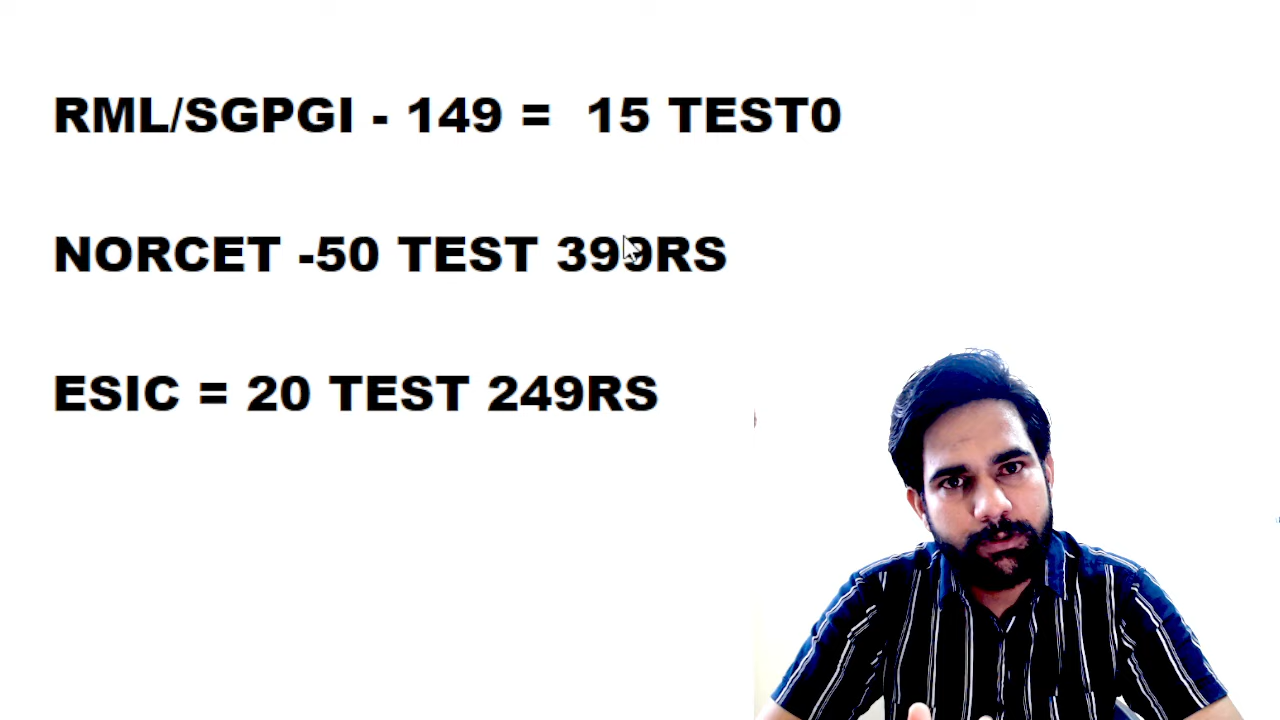 RML/SGPGI - 149 = 15 TEST0
NORCET -50 TEST 399RS
ESIC = 20 TEST 249RS